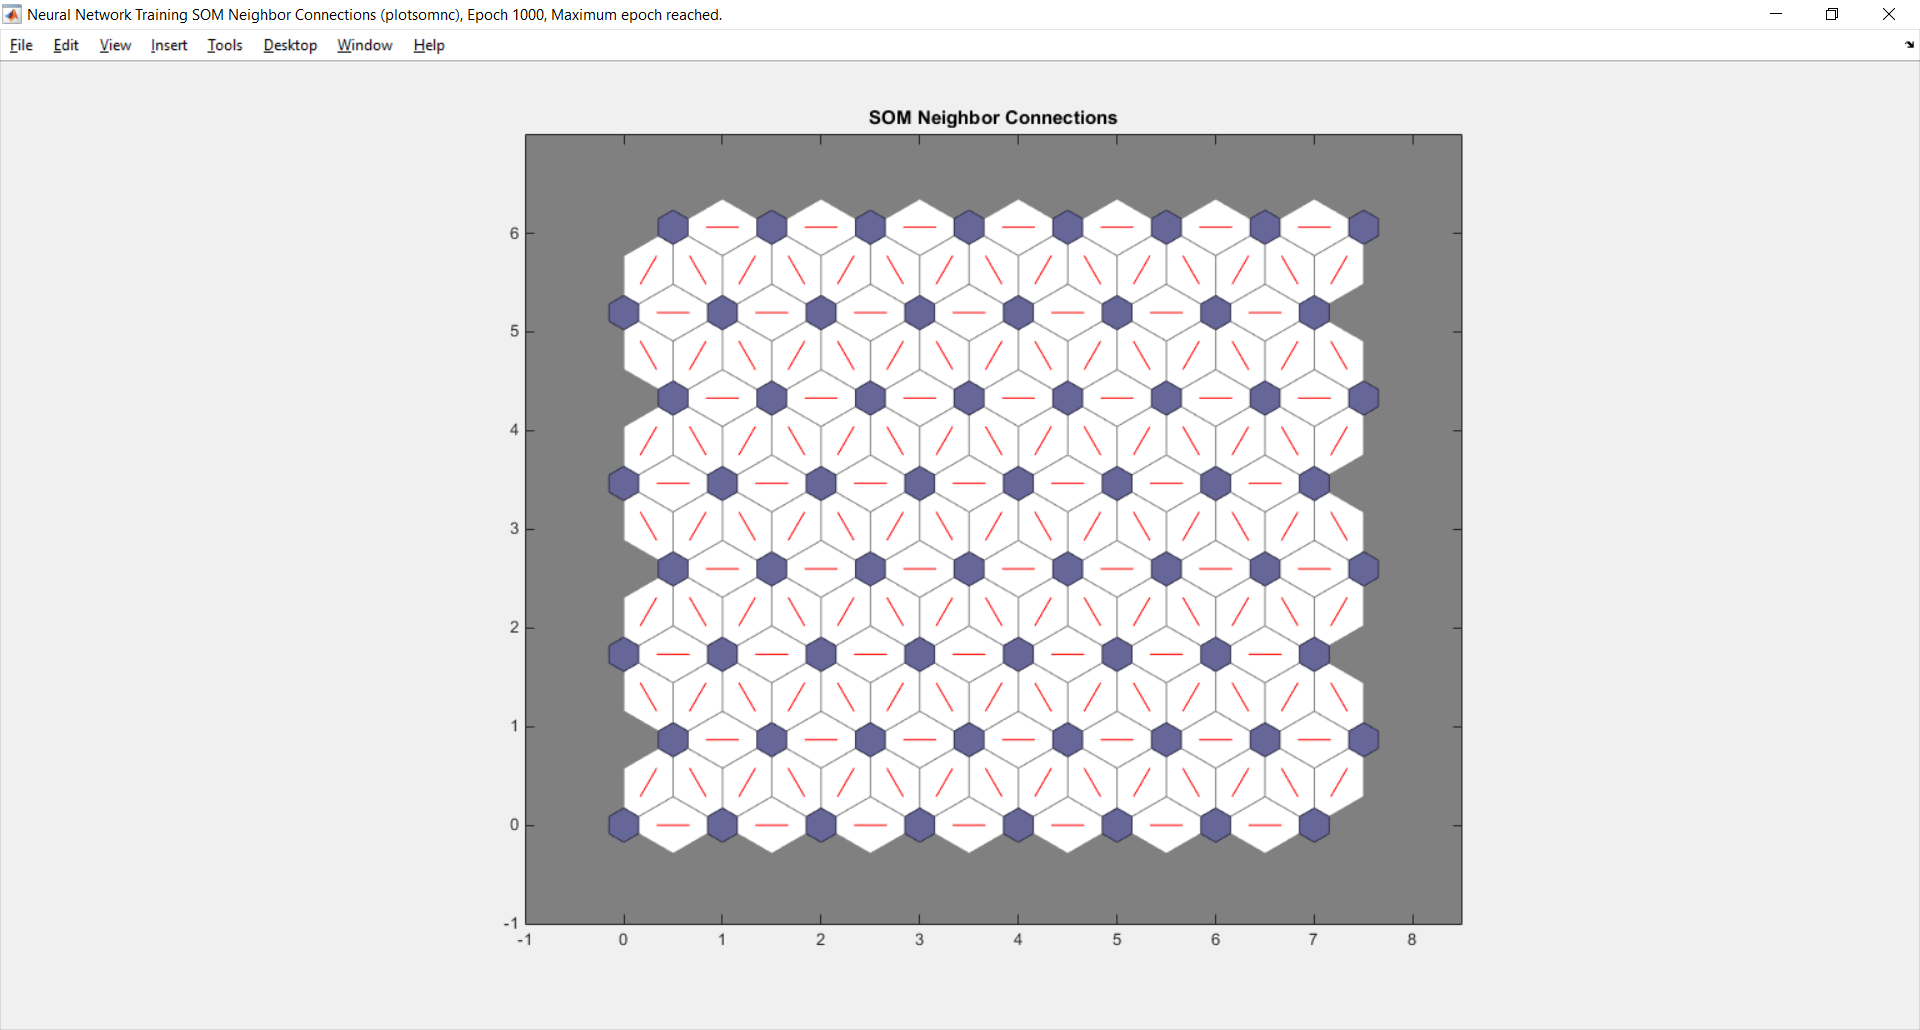 Neural Network Training SOM Neighbor Connections (plotsomnc), Epoch 1000, Maximum epoch reached.
File Edit View Insert Tools Desktop Window Help
SOM Neighbor Connections
6
5
4
3
2
1
0
-1
-1 0 1 2 3 4 5 6 7 8